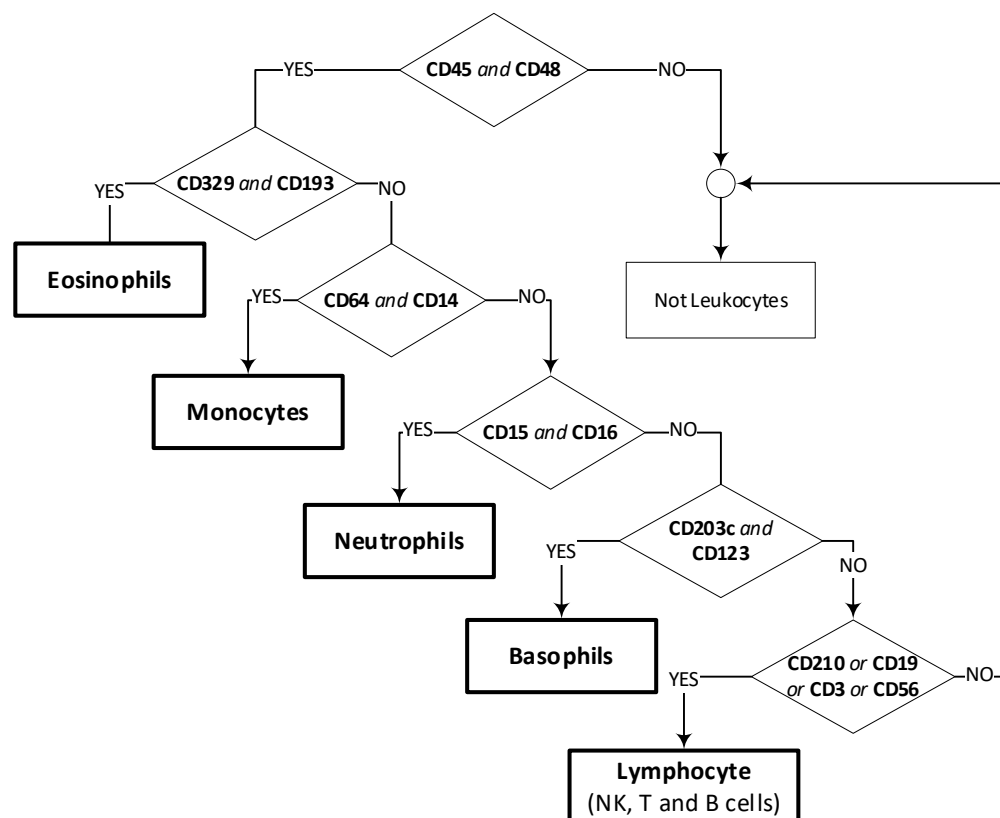 YES
CD45 and CD48
NO
YES
CD329 and CD193
NO
Eosinophils
YES
CD64 and CD14
NO
Not Leukocytes
Monocytes
YES
CD15 and CD16
NO
Neutrophils
YES
CD203c and
CD123
NO
Basophils
YES
CD210 or CD19
or CD3 or CD56
NO
Lymphocyte
(NK, T and B cells)